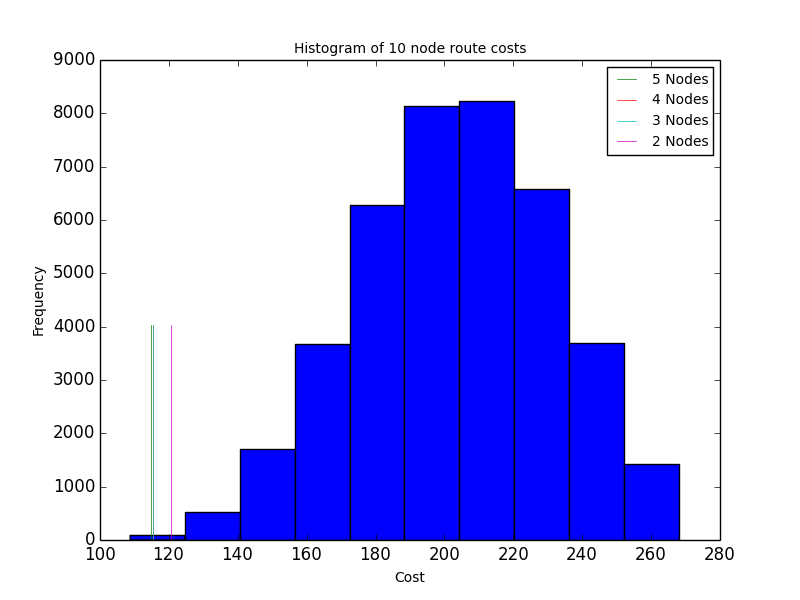 Histogram of 10 node route costs
9000
8000
7000
6000
5000
4000
3000
2000
1000
0
Frequency
5 Nodes
4 Nodes
3 Nodes
2 Nodes
100 120 140 160 180 200 220 240 260 280
Cost